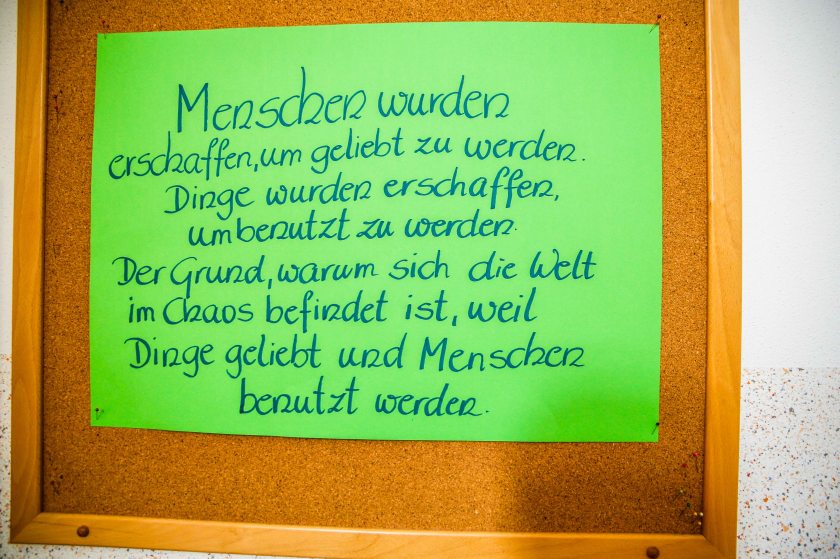 Menschen wurden
erschaffen, um geliebt zu werden.
Dinge wurden erschaffen,
um benutzt zu werden.
Der Grund, warum sich die Welt
im Chaos befindet ist, weil
Dinge geliebt und Menschen
benutzt werden.